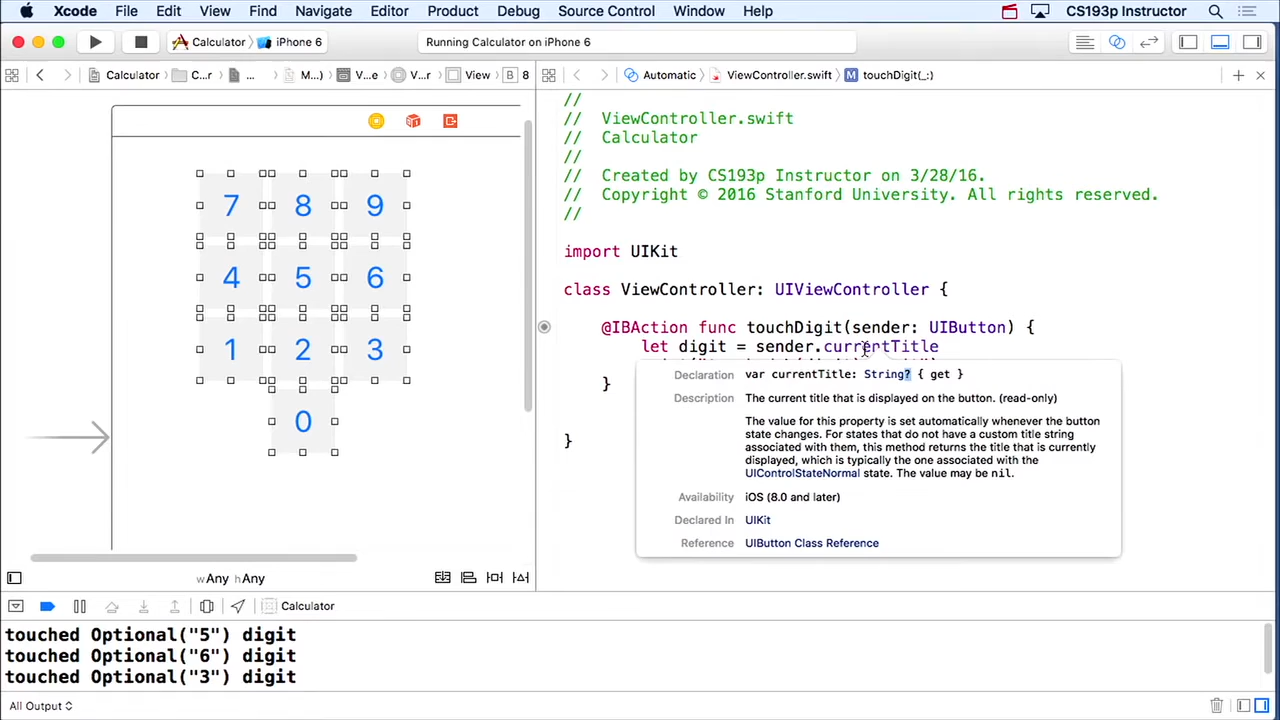 Xcode File Edit View Find Navigate Editor Product Debug Source Control Window Help CS193p Instructor
Calculator iPhone 6 Running Calculator on iPhone 6
Calculator C...r ... M...) V...e V...r View B 8 Automatic ViewController.swift M touchDigit(_:)
//
// ViewController.swift
// Calculator
//
// Created by CS193p Instructor on 3/28/16.
// Copyright © 2016 Stanford University. All rights reserved.
//
import UIKit
class ViewController: UIViewController {
@IBAction func touchDigit(sender: UIButton) {
let digit = sender.currentTitle
}
}
Declaration var currentTitle: String? { get }
Description The current title that is displayed on the button. (read-only)
The value for this property is set automatically whenever the button
state changes. For states that do not have a custom title string
associated with them, this method returns the title that is currently
displayed, which is typically the one associated with the
UIControlStateNormal state. The value may be nil.
Availability iOS (8.0 and later)
Declared In UIKit
Reference UIButton Class Reference
7 8 9
4 5 6
1 2 3
0
wAny hAny
Calculator
touched Optional("5") digit
touched Optional("6") digit
touched Optional("3") digit
All Output